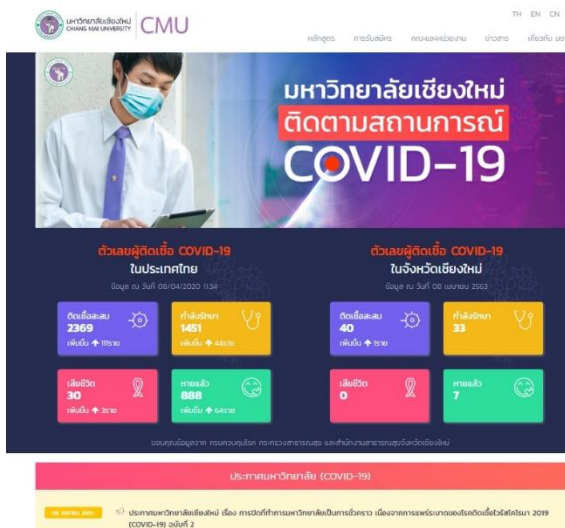 มหาวิทยาลัยเชียงใหม่
CHIANG MAI UNIVERSITY
CMU
TH EN CN
หลักสูตร การรับสมัคร คณะและหน่วยงาน ข่าวสาร เกี่ยวกับ มช
มหาวิทยาลัยเชียงใหม่
ติดตามสถานการณ์
COVID-19
ตัวเลขผู้ติดเชื้อ COVID-19
ในประเทศไทย
ข้อมูล ณ วันที่ 08/04/2020 11:34
ติดเชื้อสะสม
2369
เพิ่มขึ้น 111ราย
กำลังรักษา
1451
เพิ่มขึ้น 44ราย
เสียชีวิต
30
เพิ่มขึ้น 3ราย
หายแล้ว
888
เพิ่มขึ้น 64ราย
ตัวเลขผู้ติดเชื้อ COVID-19
ในจังหวัดเชียงใหม่
ข้อมูล ณ วันที่ 08 เมษายน 2563
ติดเชื้อสะสม
40
เพิ่มขึ้น 1ราย
กำลังรักษา
33
เสียชีวิต
0
หายแล้ว
7
ขอบคุณข้อมูลจาก กรมควบคุมโรค กระทรวงสาธารณสุข และสำนักงานสาธารณสุขจังหวัดเชียงใหม่
ประกาศมหาวิทยาลัย (COVID-19)
ประกาศมหาวิทยาลัยเชียงใหม่ เรื่อง การปิดที่ทำการมหาวิทยาลัยเป็นการชั่วคราว เนื่องจากการแพร่ระบาดของโรคติดเชื้อไวรัสโคโรนา 2019
(COVID-19) ฉบับที่ 2